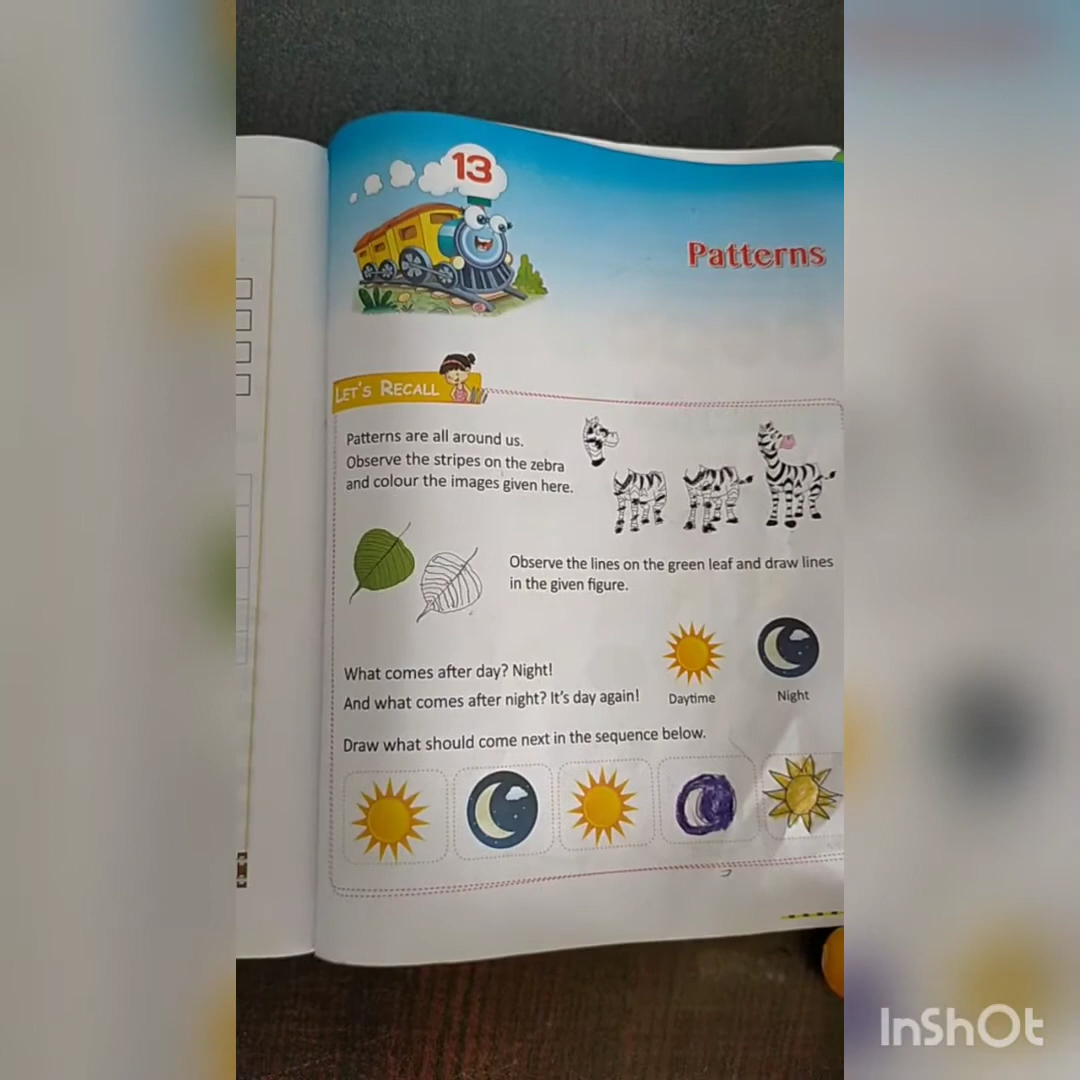 13
Patterns
LET'S RECALL
Patterns are all around us.
Observe the stripes on the zebra
and colour the images given here.
Observe the lines on the green leaf and draw lines
in the given figure.
What comes after day? Night!
And what comes after night? It's day again!
Daytime
Night
Draw what should come next in the sequence below.
InShOt